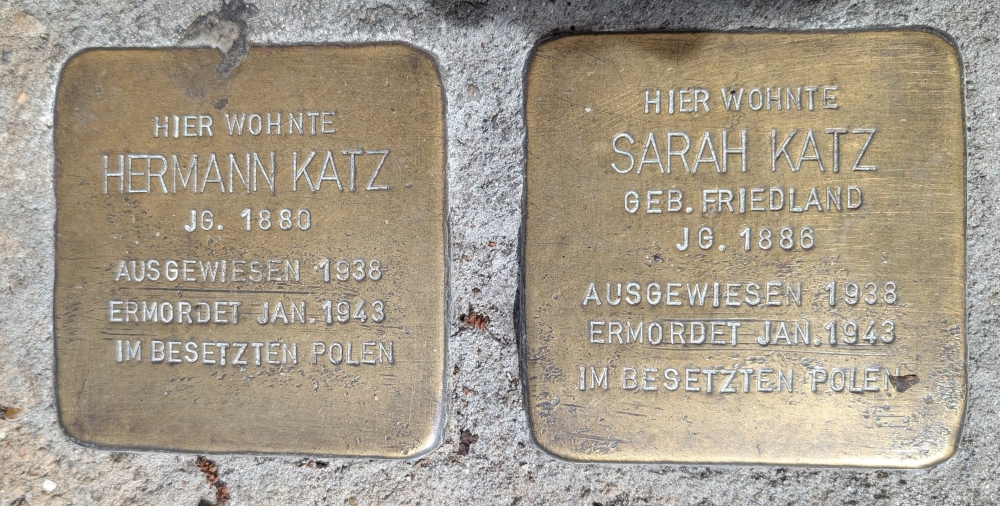 HIER WOHNTE
HERMANN KATZ
JG. 1880
AUSGEWIESEN 1938
ERMORDET JAN. 1943
IM BESETZTEN POLEN
HIER WOHNTE
SARAH KATZ
GEB. FRIEDLAND
JG. 1886
AUSGEWIESEN 1938
ERMORDET JAN. 1943
IM BESETZTEN POLEN